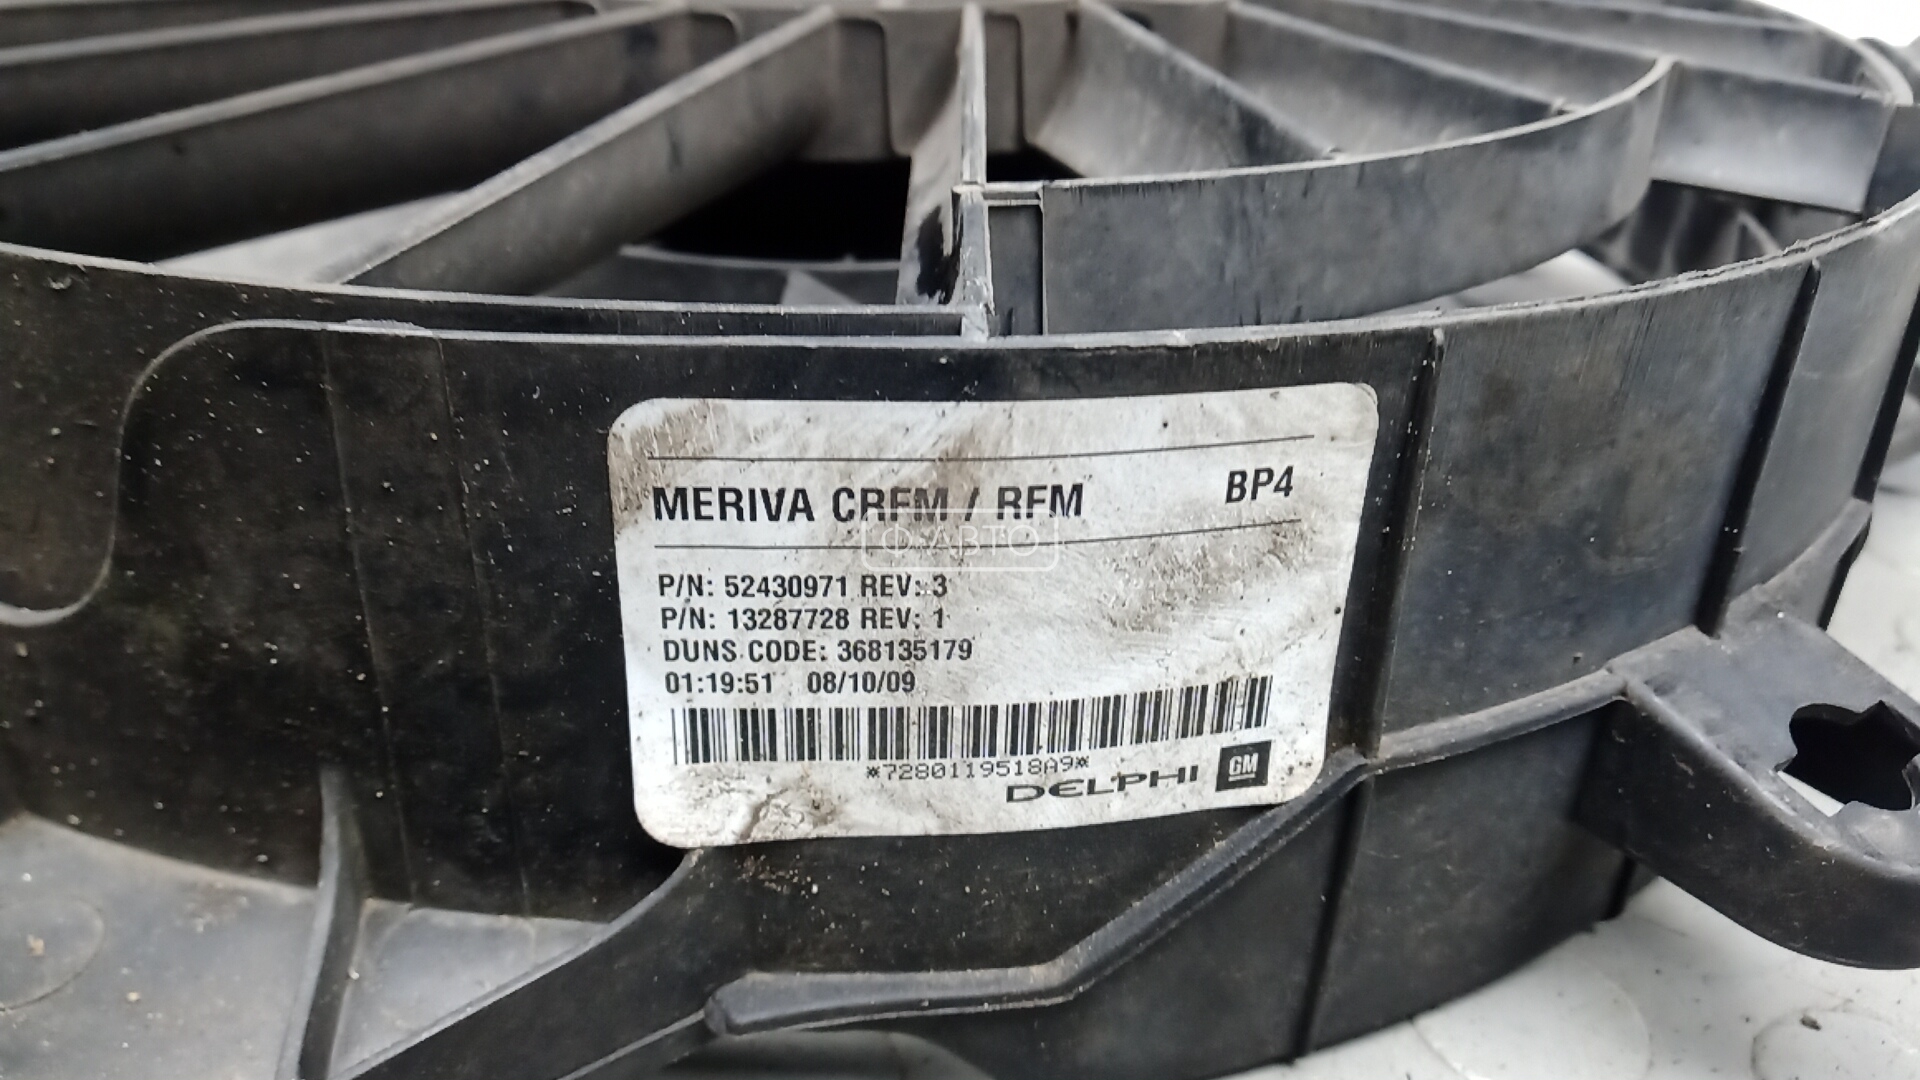 MERIVA CRFM / RFM BP4
Ф-АВТО
P/N: 52430971 REV: 3
P/N: 13287728 REV: 1
DUNS CODE: 368135179
01:19:51 08/10/09
*7280119518A9*
DELPHI GM